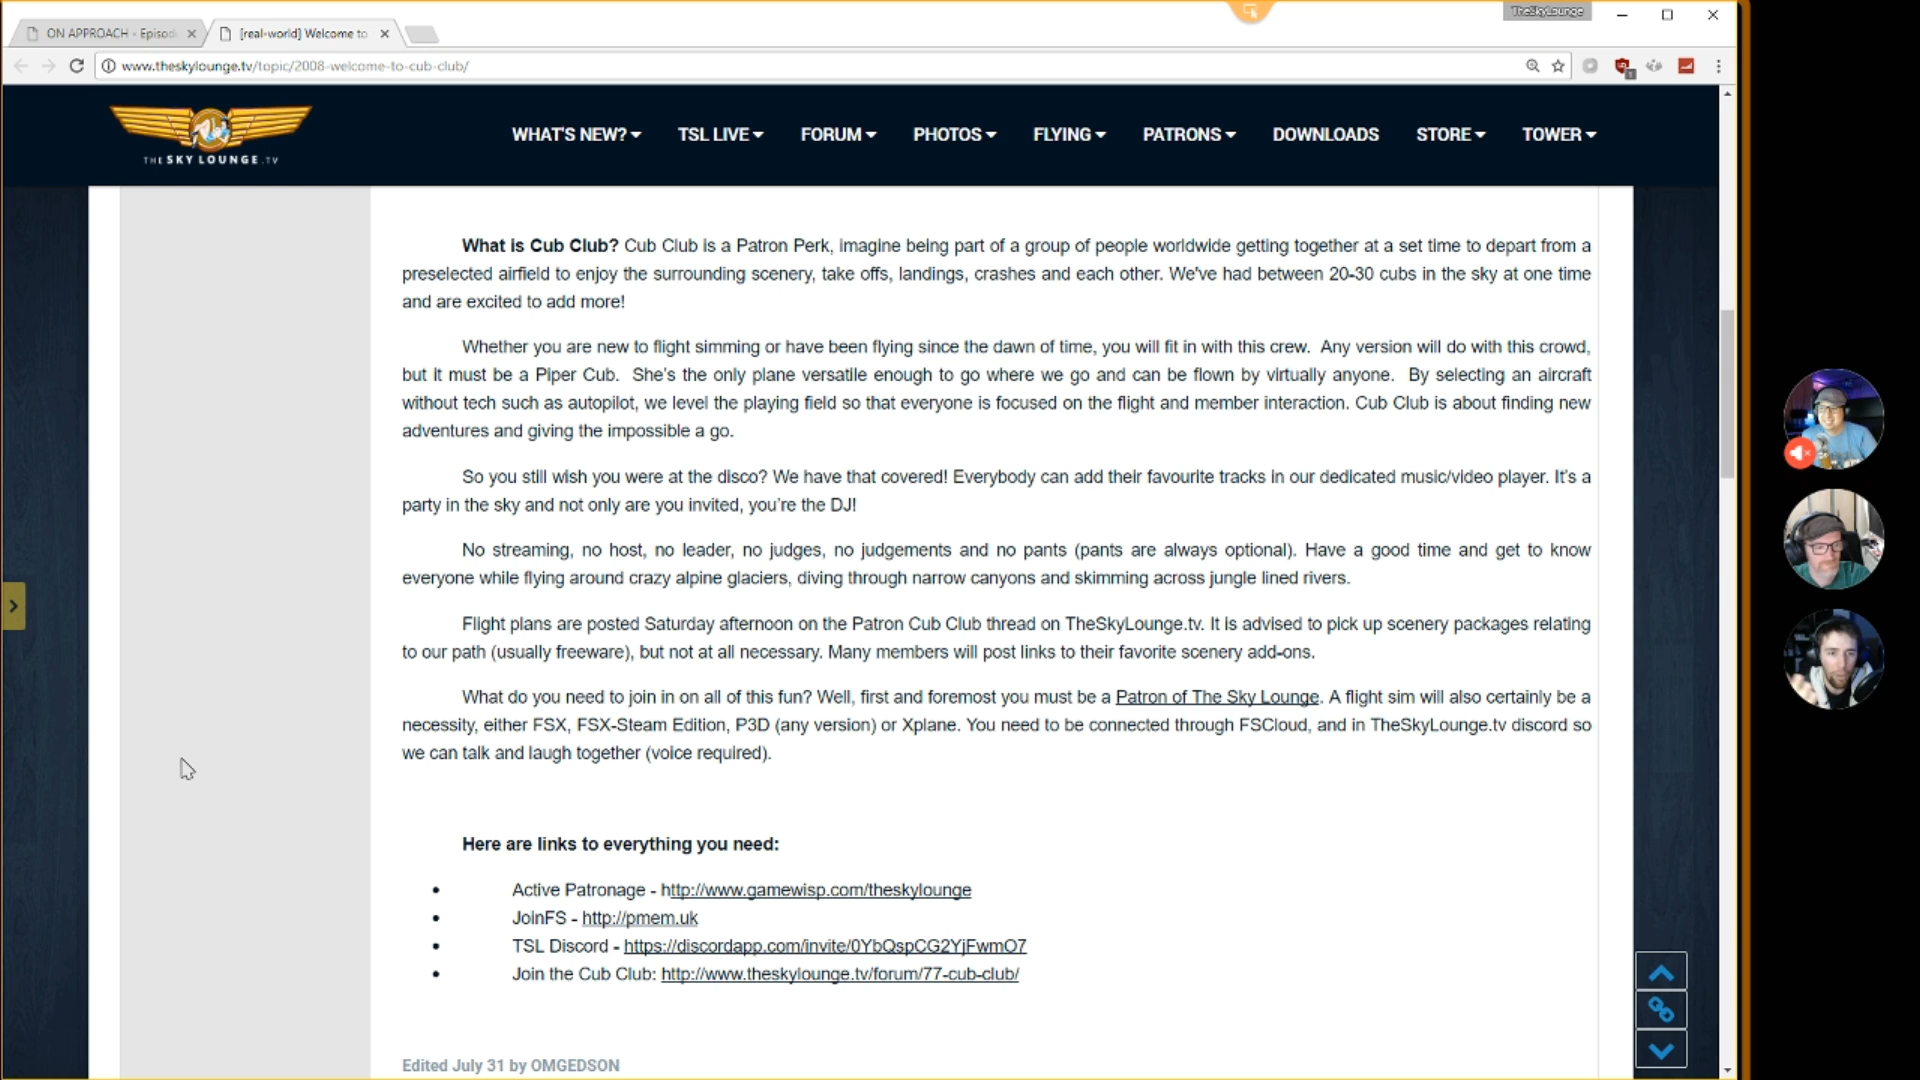 TheSkyLounge
ON APPROACH - Episod
[real-world] Welcome to
www.theskylounge.tv/topic/2008-welcome-to-cub-club/
THE SKY LOUNGE .TV
WHAT'S NEW? TSL LIVE FORUM PHOTOS FLYING PATRONS DOWNLOADS STORE TOWER
What is Cub Club? Cub Club is a Patron Perk, imagine being part of a group of people worldwide getting together at a set time to depart from a
preselected airfield to enjoy the surrounding scenery, take offs, landings, crashes and each other. We've had between 20-30 cubs in the sky at one time
and are excited to add more!
Whether you are new to flight simming or have been flying since the dawn of time, you will fit in with this crew. Any version will do with this crowd,
but it must be a Piper Cub. She's the only plane versatile enough to go where we go and can be flown by virtually anyone. By selecting an aircraft
without tech such as autopilot, we level the playing field so that everyone is focused on the flight and member interaction. Cub Club is about finding new
adventures and giving the impossible a go.
So you still wish you were at the disco? We have that covered! Everybody can add their favourite tracks in our dedicated music/video player. It's a
party in the sky and not only are you invited, you're the DJ!
No streaming, no host, no leader, no judges, no judgements and no pants (pants are always optional). Have a good time and get to know
everyone while flying around crazy alpine glaciers, diving through narrow canyons and skimming across jungle lined rivers.
Flight plans are posted Saturday afternoon on the Patron Cub Club thread on TheSkyLounge.tv. It is advised to pick up scenery packages relating
to our path (usually freeware), but not at all necessary. Many members will post links to their favorite scenery add-ons.
What do you need to join in on all of this fun? Well, first and foremost you must be a Patron of The Sky Lounge. A flight sim will also certainly be a
necessity, either FSX, FSX-Steam Edition, P3D (any version) or Xplane. You need to be connected through FSCloud, and in TheSkyLounge.tv discord so
we can talk and laugh together (voice required).
Here are links to everything you need:
• Active Patronage - http://www.gamewisp.com/theskylounge
• JoinFS - http://pmem.uk
• TSL Discord - https://discordapp.com/invite/0YbQspCG2YjFwmO7
• Join the Cub Club: http://www.theskylounge.tv/forum/77-cub-club/
Edited July 31 by OMGEDSON